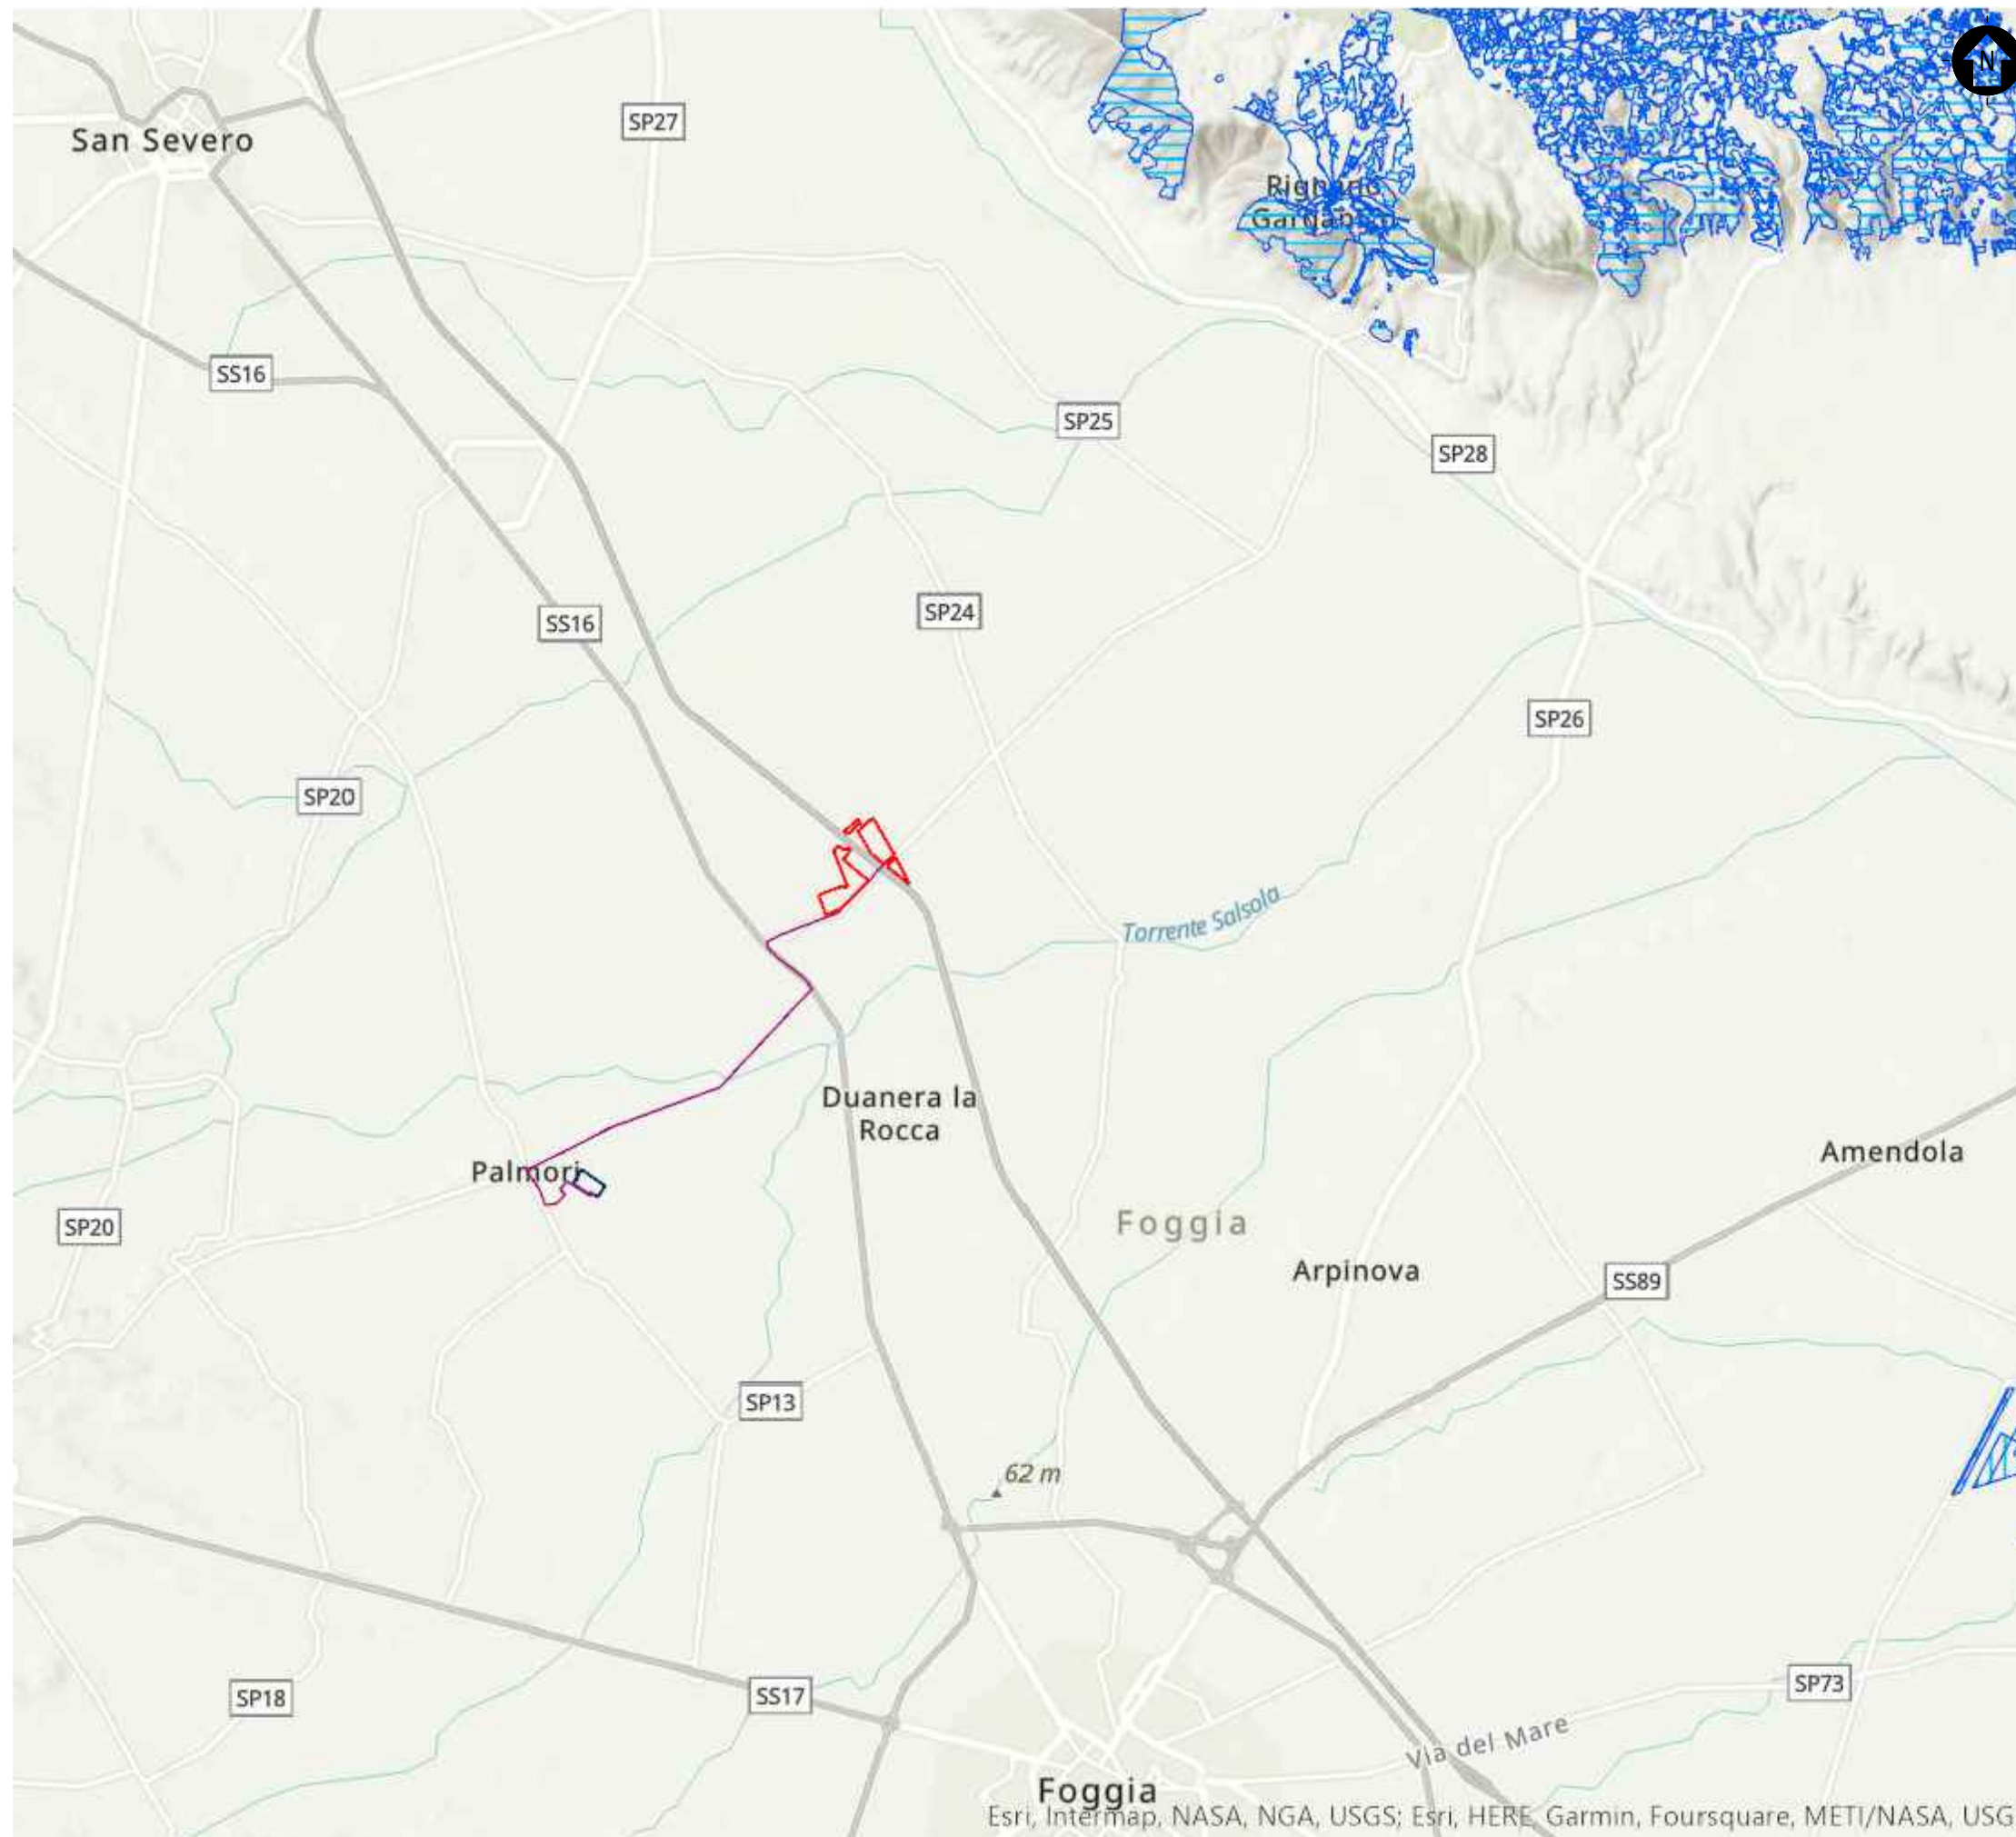 N
SP27
San Severo
Rignano
Garganico
SS16
SP25
SP28
SP24
SS16
SP26
SP20
Torrente Salsola
Duanera la
Rocca
Amendola
Palmori
SP20
Foggia
Arpinova
SS89
SP13
62 m
SP18
SS17
SP73
Via del Mare
Foggia
Esri, Intermap, NASA, NGA, USGS; Esri, HERE, Garmin, Foursquare, METI/NASA, USG